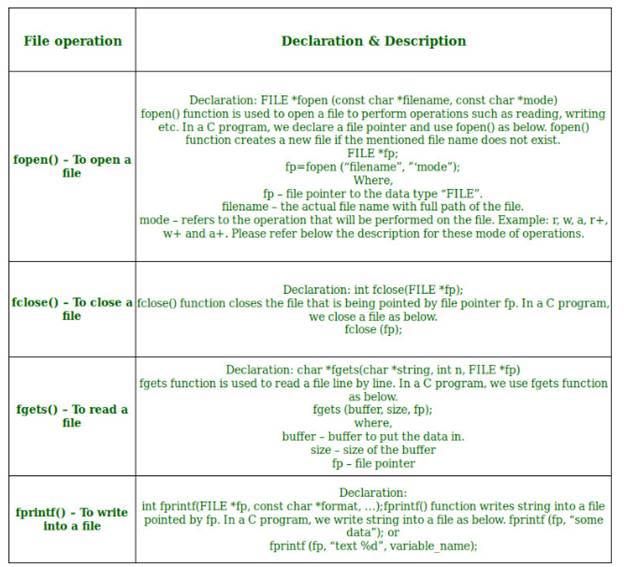 File operation
Declaration & Description
fopen() – To open a
file
Declaration: FILE *fopen (const char *filename, const char *mode)
fopen() function is used to open a file to perform operations such as reading, writing
etc. In a C program, we declare a file pointer and use fopen() as below. fopen()
function creates a new file if the mentioned file name does not exist.
FILE *fp;
fp=fopen (“filename”, ”‘mode”);
Where,
fp – file pointer to the data type “FILE”.
filename – the actual file name with full path of the file.
mode – refers to the operation that will be performed on the file. Example: r, w, a, r+,
w+ and a+. Please refer below the description for these mode of operations.
fclose() – To close a
file
Declaration: int fclose(FILE *fp);
fclose() function closes the file that is being pointed by file pointer fp. In a C program,
we close a file as below.
fclose (fp);
fgets() – To read a
file
Declaration: char *fgets(char *string, int n, FILE *fp)
fgets function is used to read a file line by line. In a C program, we use fgets function
as below.
fgets (buffer, size, fp);
where,
buffer – buffer to put the data in.
size – size of the buffer
fp – file pointer
fprintf() – To write
into a file
Declaration:
int fprintf(FILE *fp, const char *format, …);fprintf() function writes string into a file
pointed by fp. In a C program, we write string into a file as below. fprintf (fp, “some
data”); or
fprintf (fp, “text %d”, variable_name);